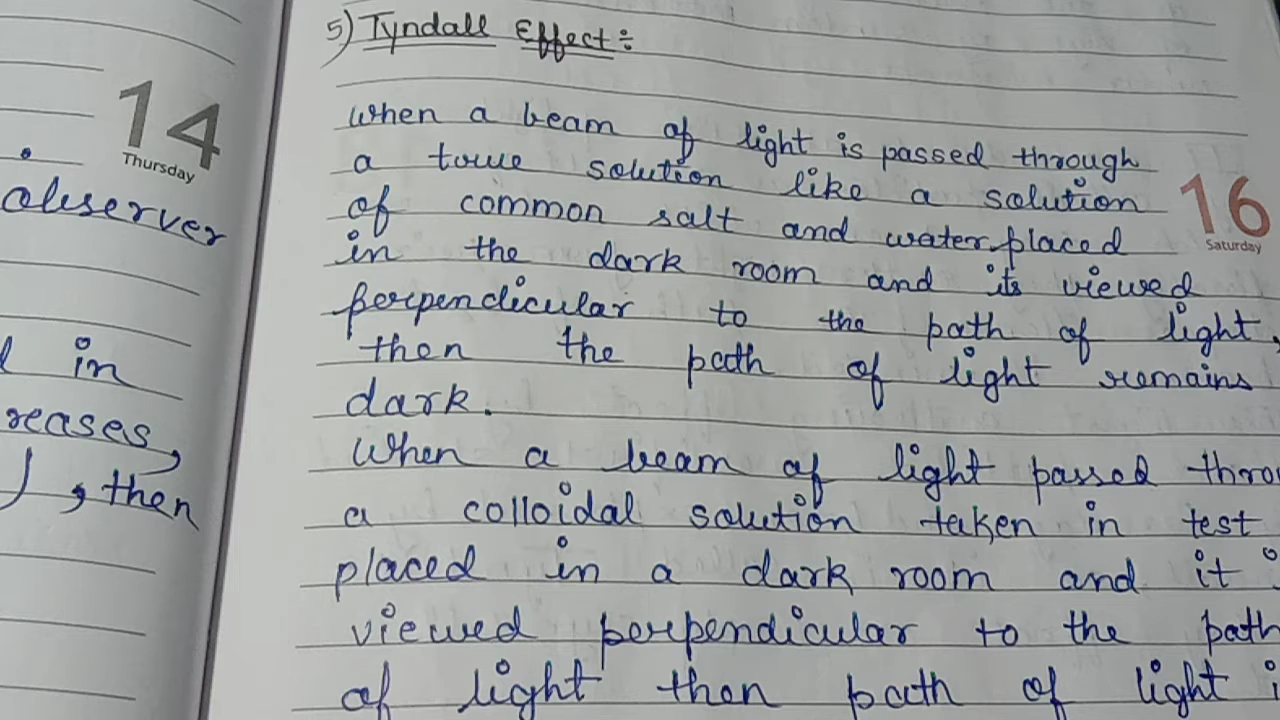 14
Thursday
observer
in
reases,
, then
5) Tyndall Effect÷
When a beam of light is passed through
a true solution like a solution
of common salt and water placed
in the dark room and its viewed
perpendicular to the path of light,
then the path of light remains
dark.
When a beam of light passed thro
a colloidal solution taken in test
placed in a dark room and it
viewed perpendicular to the path
of light then path of light i
16
Saturday